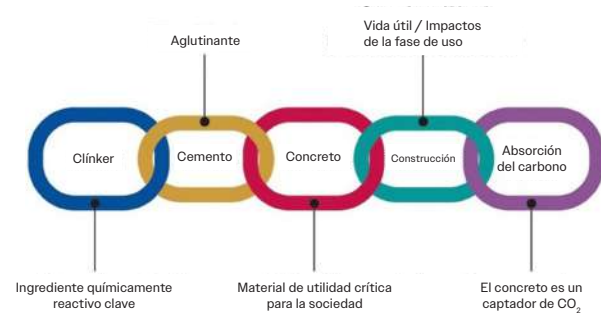 Vida útil / Impactos
de la fase de uso
Aglutinante
Clínker
Cemento
Concreto
Construcción
Absorción
del carbono
Ingrediente químicamente
reactivo clave
Material de utilidad crítica
para la sociedad
El concreto es un
captador de CO₂